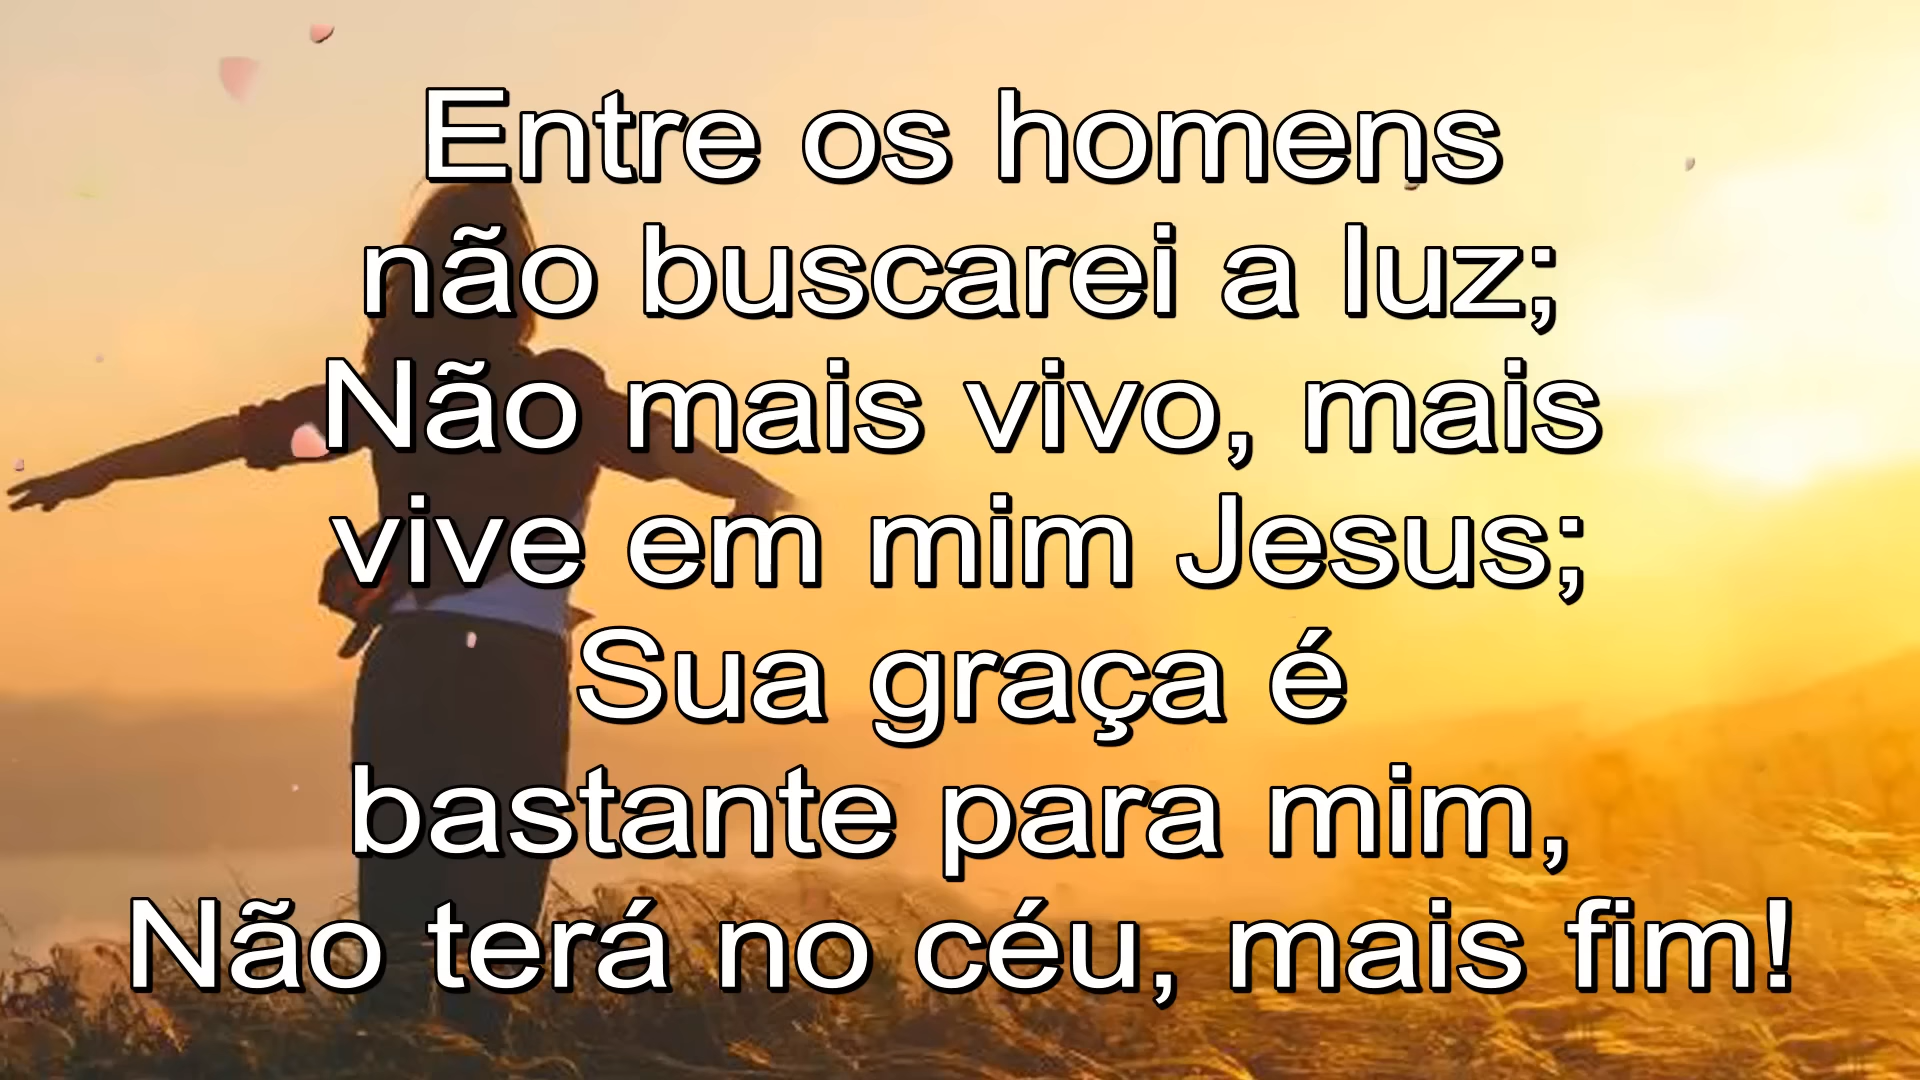 Entre os homens
não buscarei a luz;
Não mais vivo, mais
vive em mim Jesus;
Sua graça é
bastante para mim,
Não terá no céu, mais fim!